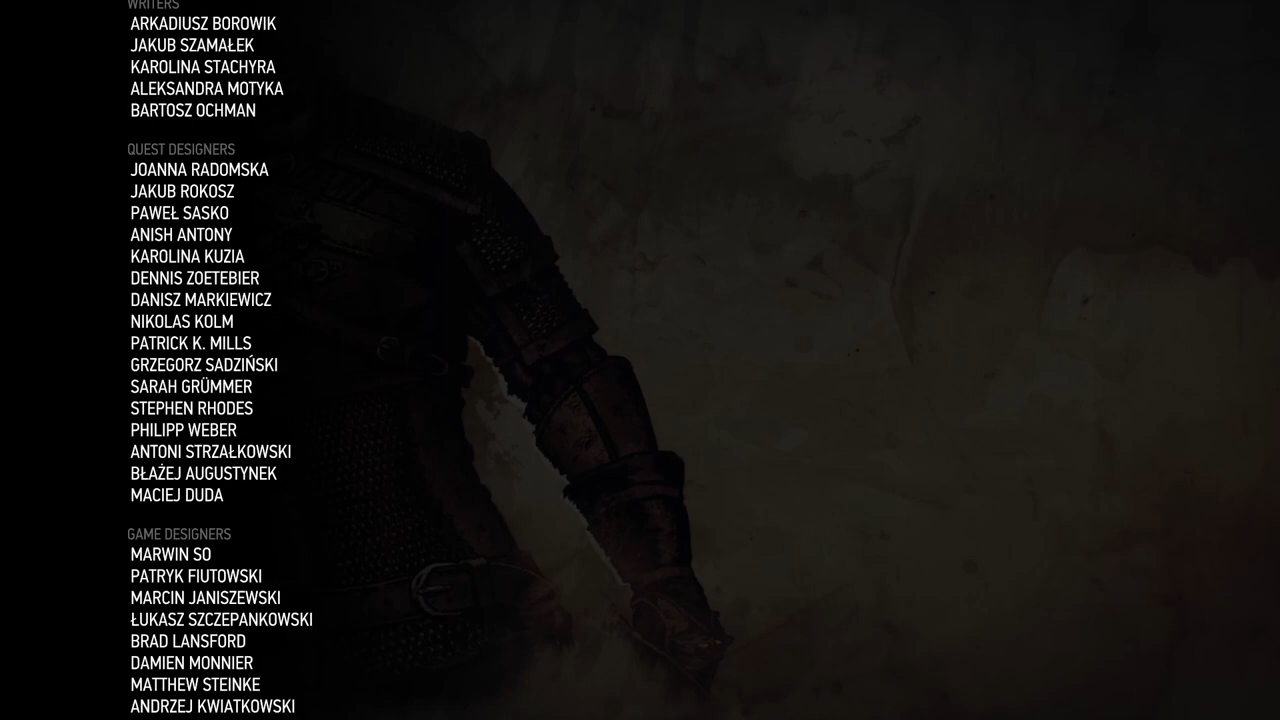 WRITERS
ARKADIUSZ BOROWIK
JAKUB SZAMAŁEK
KAROLINA STACHYRA
ALEKSANDRA MOTYKA
BARTOSZ OCHMAN
QUEST DESIGNERS
JOANNA RADOMSKA
JAKUB ROKOSZ
PAWEŁ SASKO
ANISH ANTONY
KAROLINA KUZIA
DENNIS ZOETEBIER
DANISZ MARKIEWICZ
NIKOLAS KOLM
PATRICK K. MILLS
GRZEGORZ SADZIŃSKI
SARAH GRÜMMER
STEPHEN RHODES
PHILIPP WEBER
ANTONI STRZAŁKOWSKI
BŁAŻEJ AUGUSTYNEK
MACIEJ DUDA
GAME DESIGNERS
MARWIN SO
PATRYK FIUTOWSKI
MARCIN JANISZEWSKI
ŁUKASZ SZCZEPANKOWSKI
BRAD LANSFORD
DAMIEN MONNIER
MATTHEW STEINKE
ANDRZEJ KWIATKOWSKI